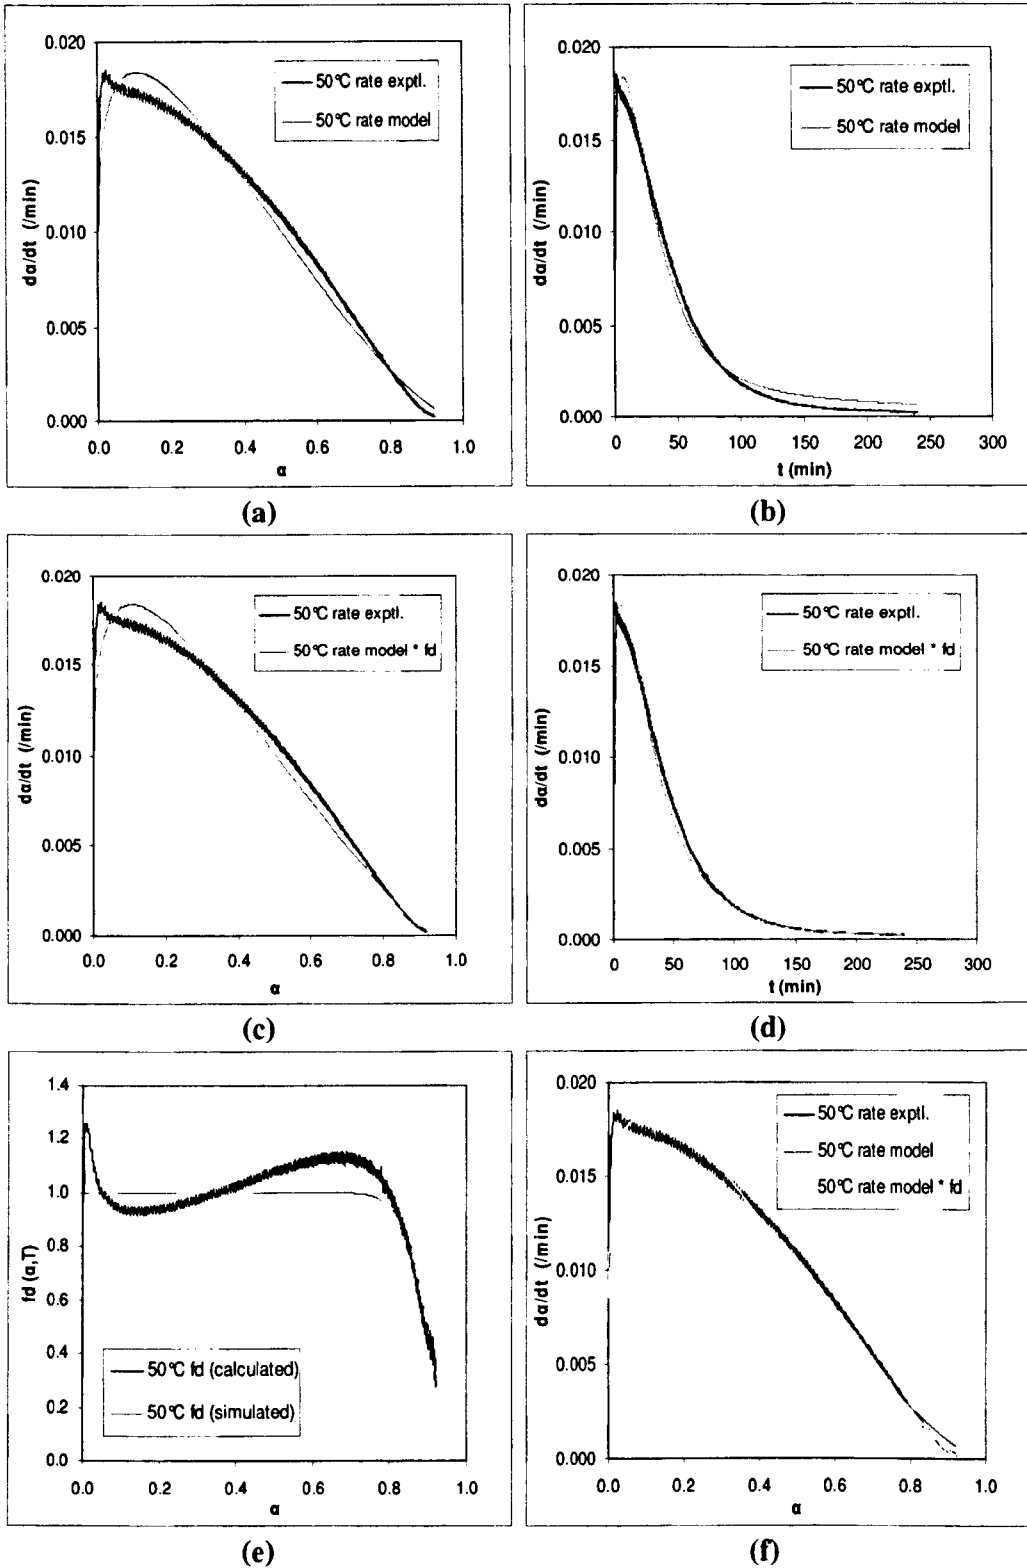 0.020
0.015
0.010
0.005
0.000
da/dt (/min)
50°C rate exptl.
50°C rate model
0.0 0.2 0.4 0.6 0.8 1.0
α
(a)
0.020
0.015
0.010
0.005
0.000
da/dt (/min)
50°C rate exptl.
50°C rate model
0 50 100 150 200 250 300
t (min)
(b)
0.020
0.015
0.010
0.005
0.000
da/dt (/min)
50°C rate exptl.
50°C rate model * fd
0.0 0.2 0.4 0.6 0.8 1.0
α
(c)
0.020
0.015
0.010
0.005
0.000
da/dt (/min)
50°C rate exptl.
50°C rate model * fd
0 50 100 150 200 250 300
t (min)
(d)
1.4
1.2
1.0
0.8
0.6
0.4
0.2
0.0
fd (α,T)
50°C fd (calculated)
50°C fd (simulated)
0.0 0.2 0.4 0.6 0.8 1.0
α
(e)
0.020
0.015
0.010
0.005
0.000
da/dt (/min)
50°C rate exptl.
50°C rate model
50°C rate model * fd
0.0 0.2 0.4 0.6 0.8 1.0
α
(f)